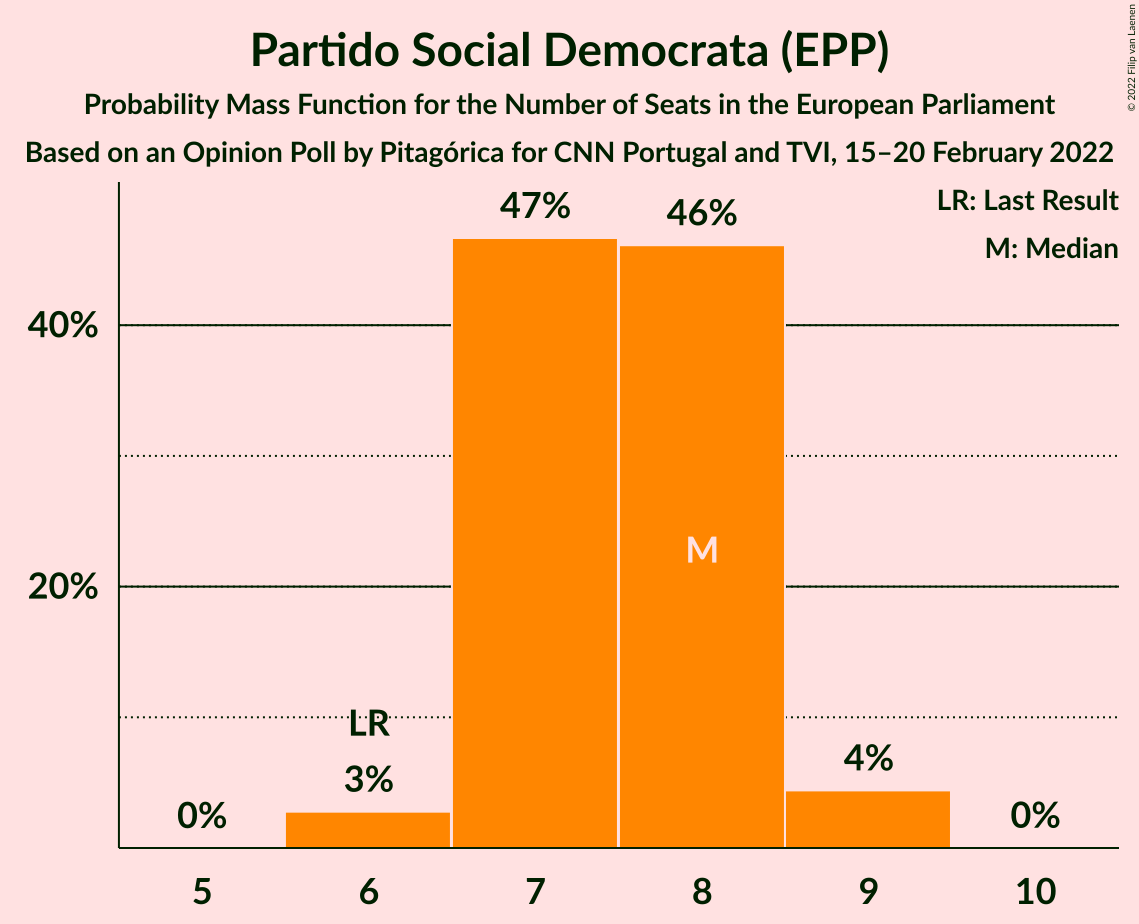 Partido Social Democrata (EPP)
Probability Mass Function for the Number of Seats in the European Parliament
Based on an Opinion Poll by Pitagórica for CNN Portugal and TVI, 15–20 February 2022
© 2022 Filip van Laenen
LR: Last Result
M: Median
47%
46%
40%
M
20%
LR
3%
4%
0%
0%
5 6 7 8 9 10